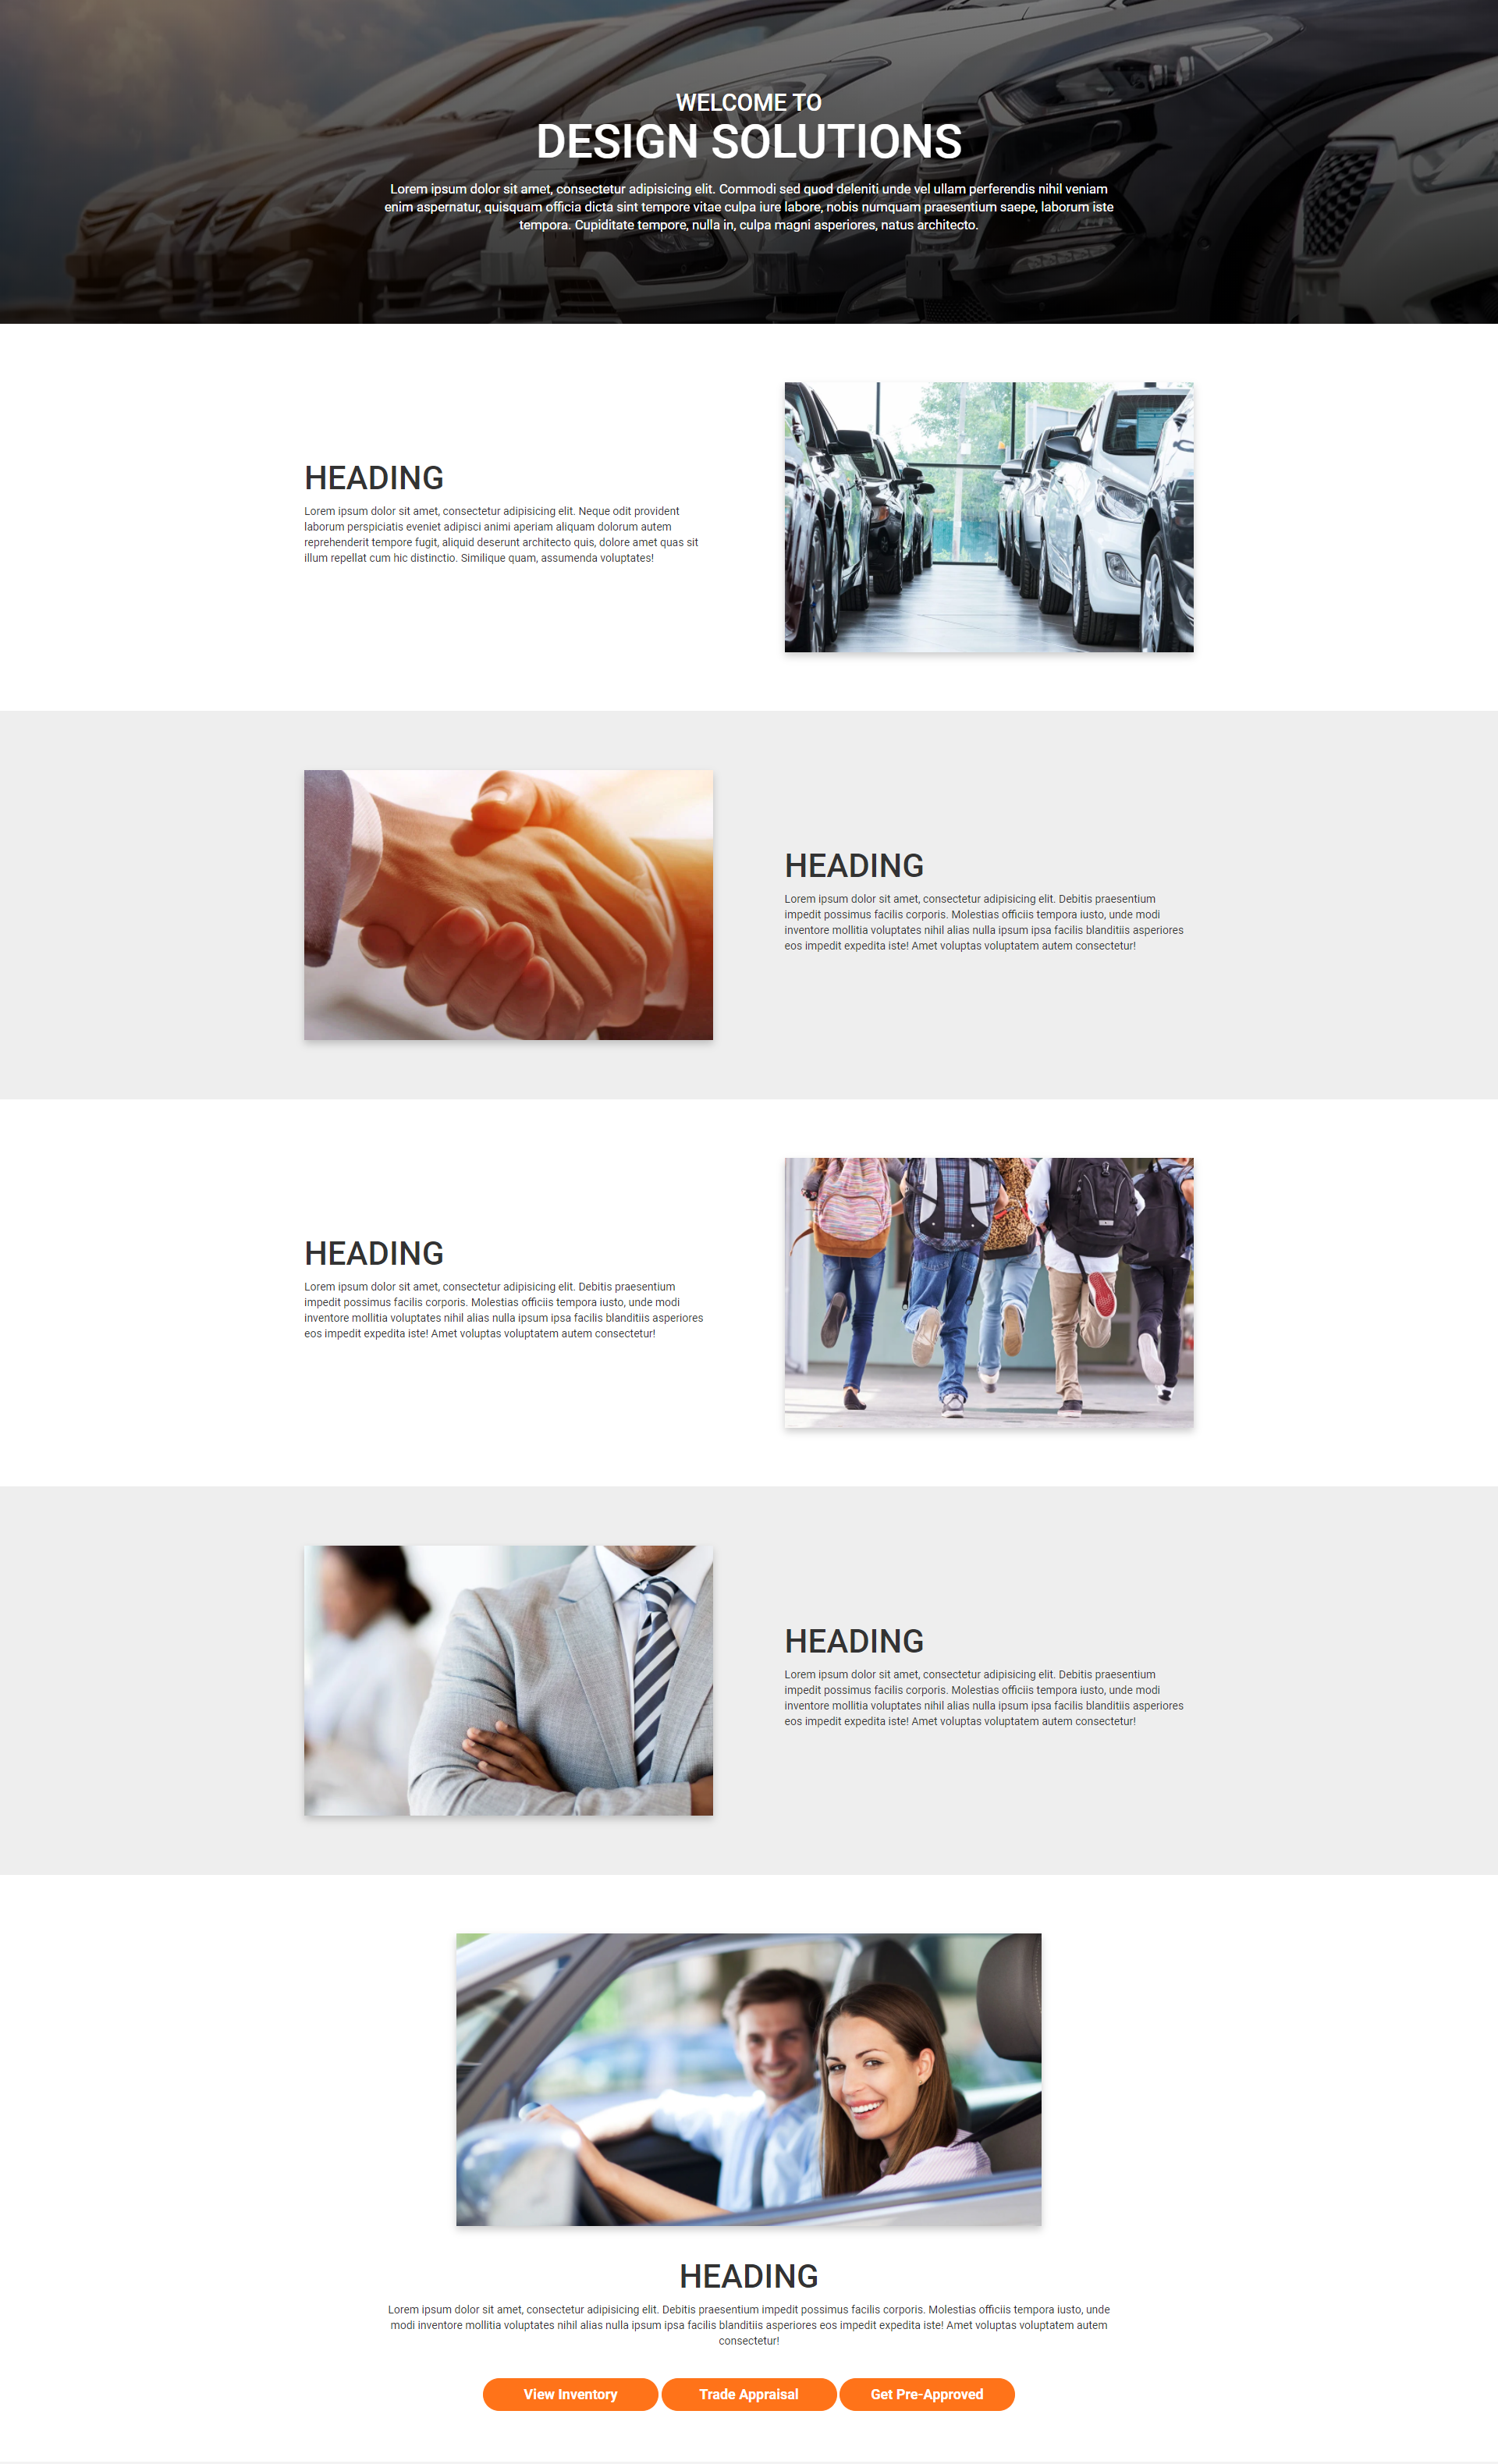 WELCOME TO
DESIGN SOLUTIONS
Lorem ipsum dolor sit amet, consectetur adipisicing elit. Commodi sed quod deleniti unde vel ullam perferendis nihil veniam
enim aspernatur, quisquam officia dicta sint tempore vitae culpa iure labore, nobis numquam praesentium saepe, laborum iste
tempora. Cupiditate tempore, nulla in, culpa magni asperiores, natus architecto.
HEADING
Lorem ipsum dolor sit amet, consectetur adipisicing elit. Neque odit provident
laborum perspiciatis eveniet adipisci animi aperiam aliquam dolorum autem
reprehenderit tempore fugit, aliquid deserunt architecto quis, dolore amet quas sit
illum repellat cum hic distinctio. Similique quam, assumenda voluptates!
HEADING
Lorem ipsum dolor sit amet, consectetur adipisicing elit. Debitis praesentium
impedit possimus facilis corporis. Molestias officiis tempora iusto, unde modi
inventore mollitia voluptates nihil alias nulla ipsum ipsa facilis blanditiis asperiores
eos impedit expedita iste! Amet voluptas voluptatem autem consectetur!
HEADING
Lorem ipsum dolor sit amet, consectetur adipisicing elit. Debitis praesentium
impedit possimus facilis corporis. Molestias officiis tempora iusto, unde modi
inventore mollitia voluptates nihil alias nulla ipsum ipsa facilis blanditiis asperiores
eos impedit expedita iste! Amet voluptas voluptatem autem consectetur!
HEADING
Lorem ipsum dolor sit amet, consectetur adipisicing elit. Debitis praesentium
impedit possimus facilis corporis. Molestias officiis tempora iusto, unde modi
inventore mollitia voluptates nihil alias nulla ipsum ipsa facilis blanditiis asperiores
eos impedit expedita iste! Amet voluptas voluptatem autem consectetur!
HEADING
Lorem ipsum dolor sit amet, consectetur adipisicing elit. Debitis praesentium impedit possimus facilis corporis. Molestias officiis tempora iusto, unde
modi inventore mollitia voluptates nihil alias nulla ipsum ipsa facilis blanditiis asperiores eos impedit expedita iste! Amet voluptas voluptatem autem
consectetur!
View Inventory
Trade Appraisal
Get Pre-Approved